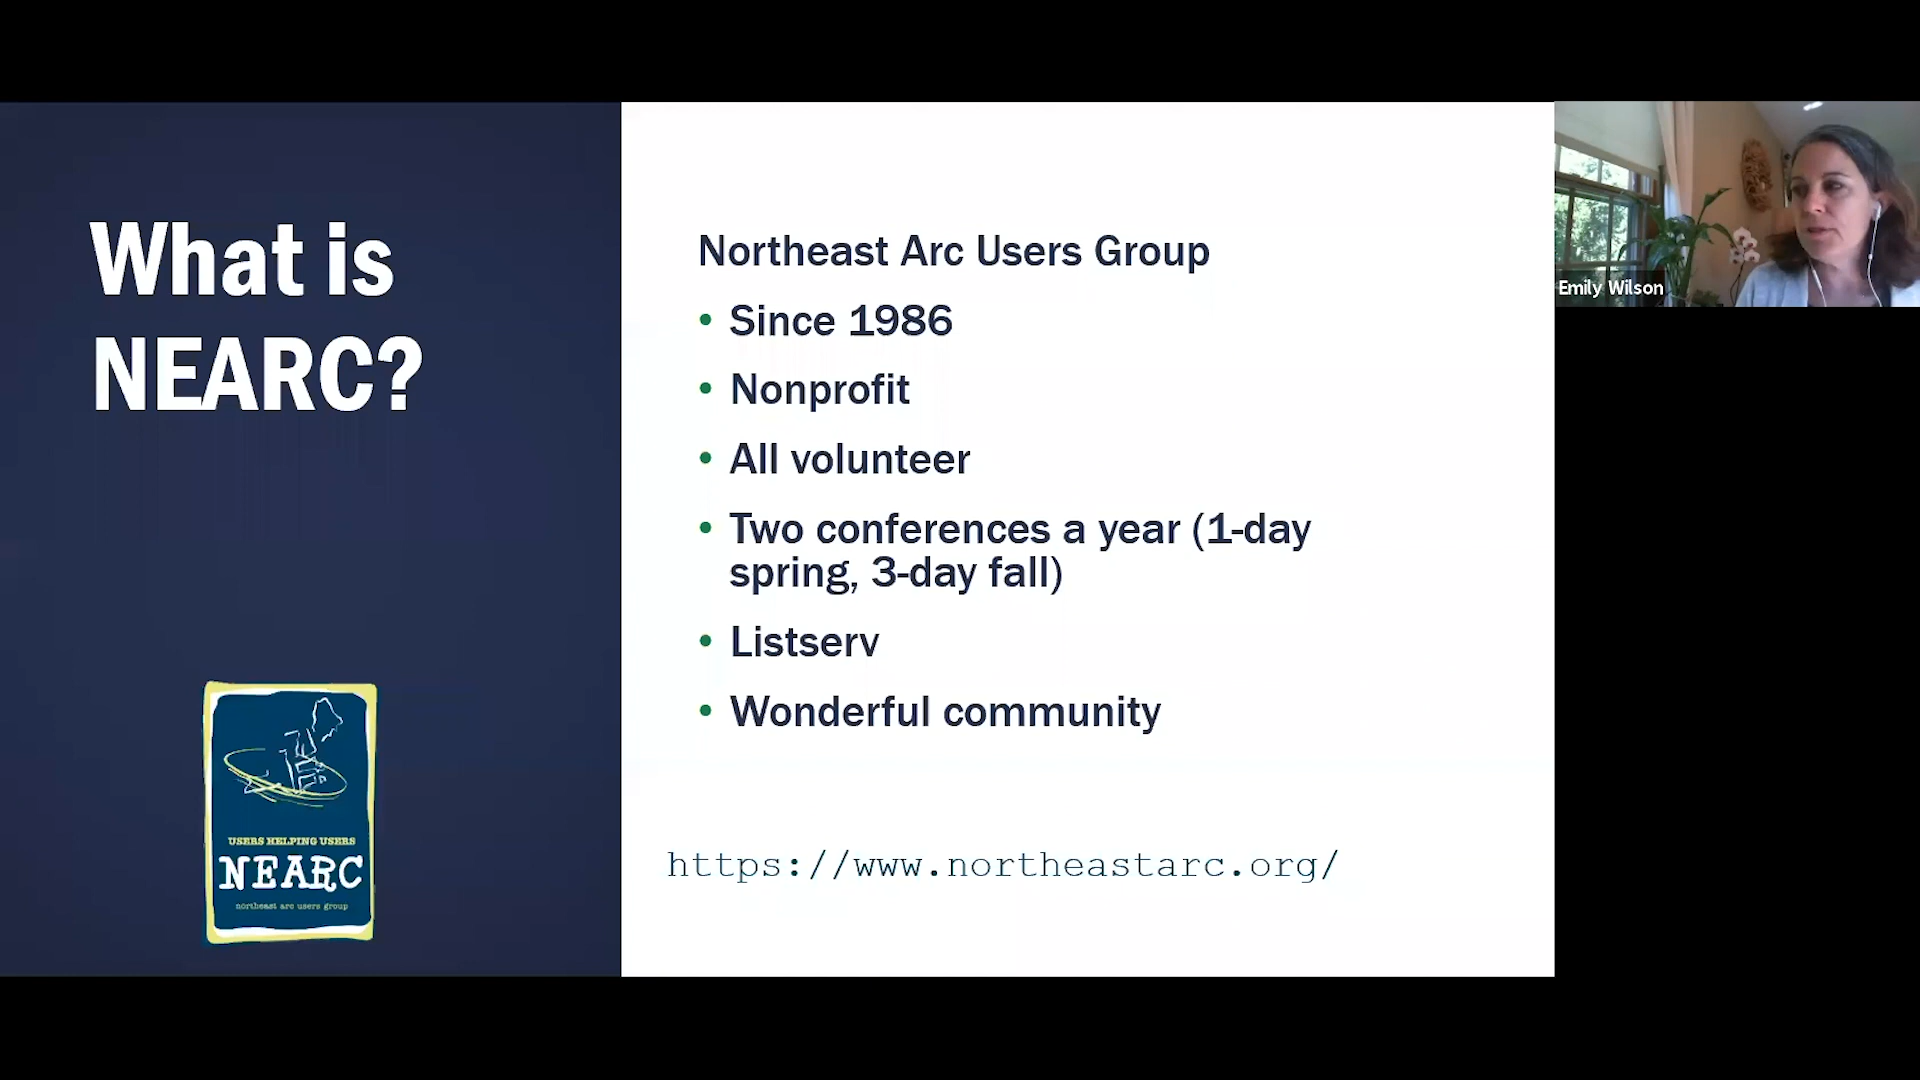 What is
NEARC?
USERS HELPING USERS
NEARC
northeast arc users group
Northeast Arc Users Group
• Since 1986
• Nonprofit
• All volunteer
• Two conferences a year (1-day
spring, 3-day fall)
• Listserv
• Wonderful community
https://www.northeastarc.org/
Emily Wilson